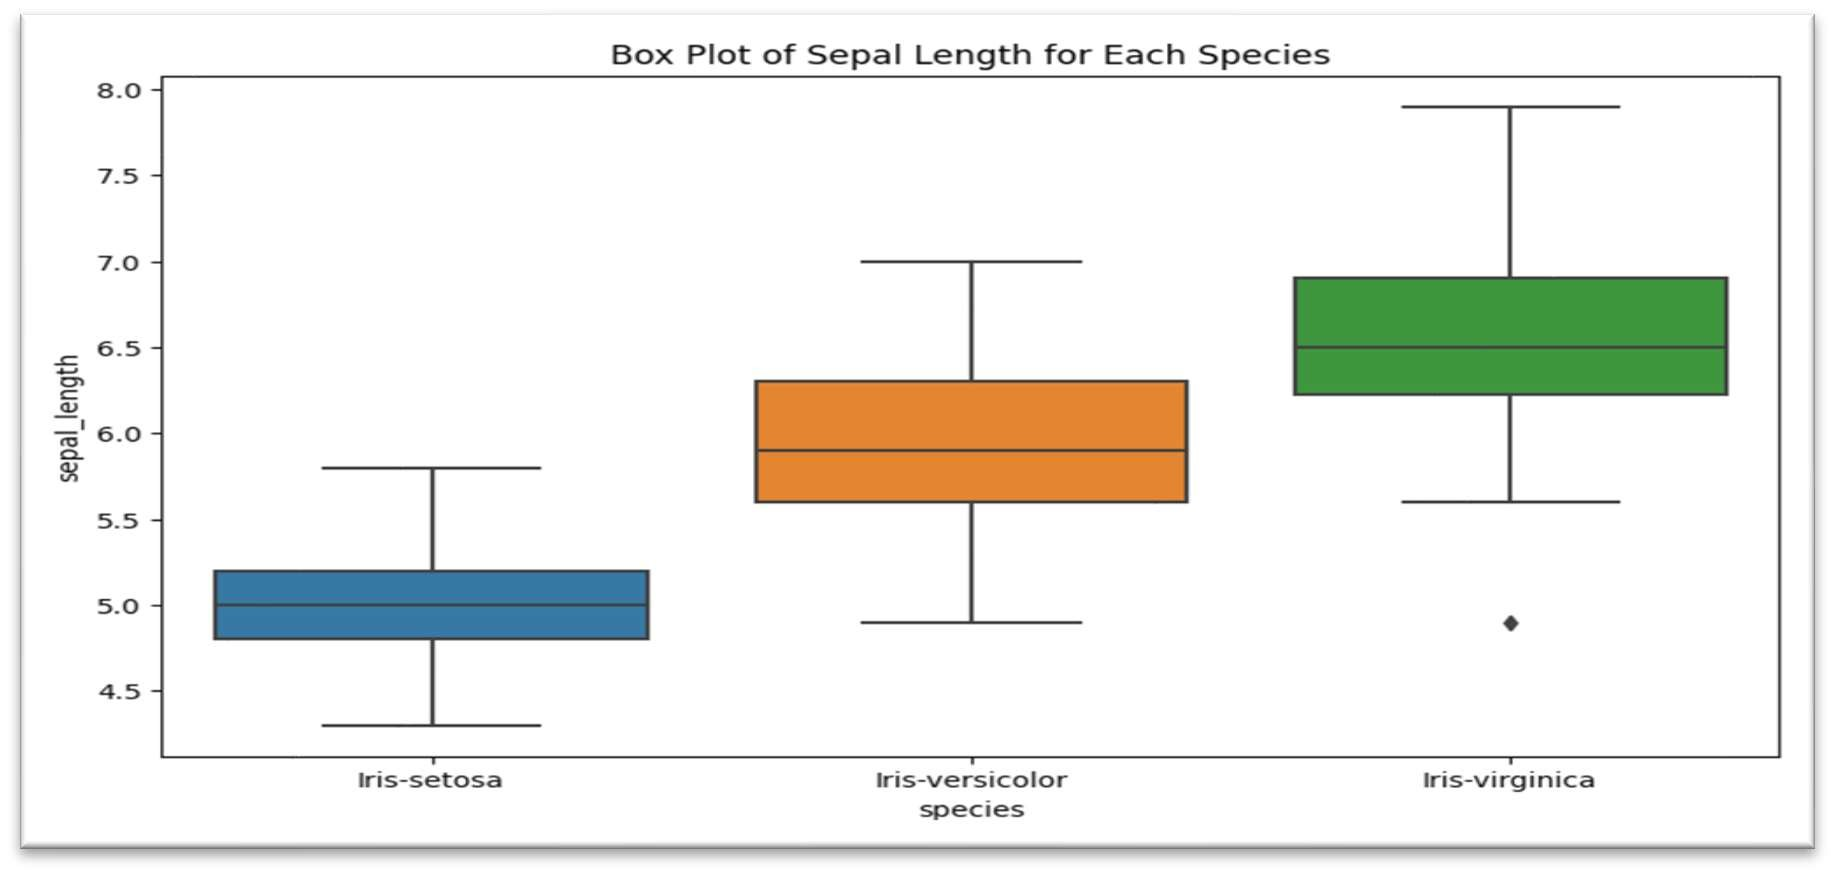 Box Plot of Sepal Length for Each Species
8.0
7.5
7.0
6.5
6.0
5.5
5.0
4.5
sepal_length
Iris-setosa Iris-versicolor Iris-virginica
species